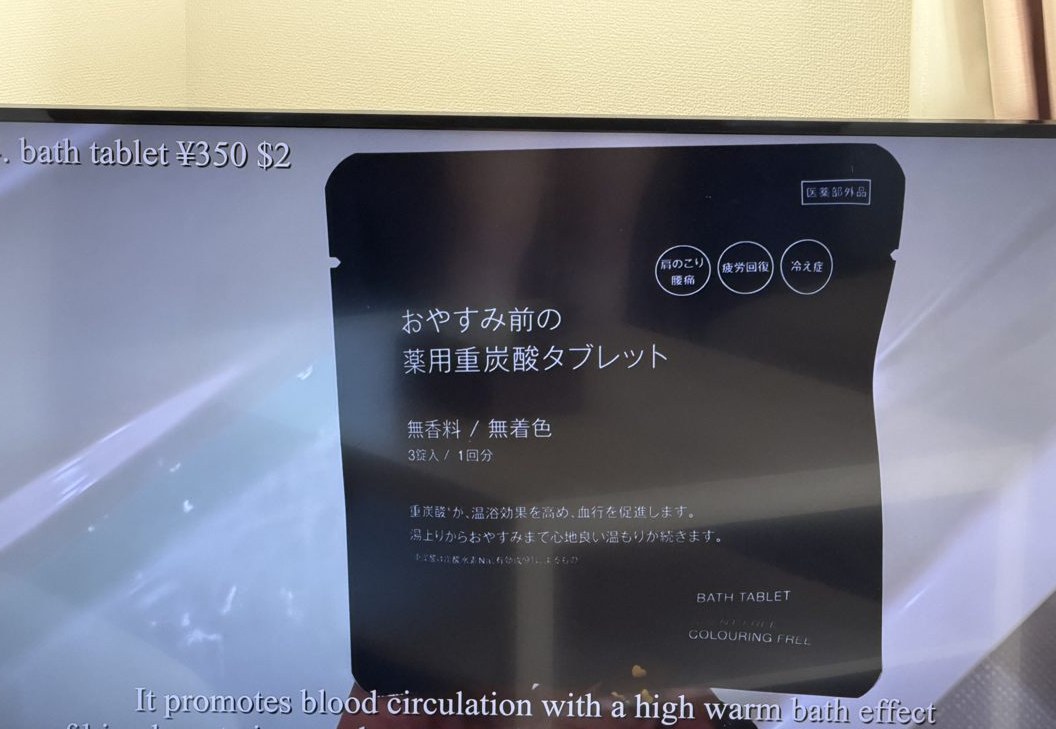 . bath tablet ¥350 $2
医薬部外品
肩のこり
腰痛
疲労回復
冷え症
おやすみ前の
薬用重炭酸タブレット
無香料 / 無着色
3錠入 / 1回分
重炭酸*が、温浴効果を高め、血行を促進します。
湯上りからおやすみまで心地良い温もりが続きます。
BATH TABLET
COLOURING FREE
It promotes blood circulation with a high warm bath effect